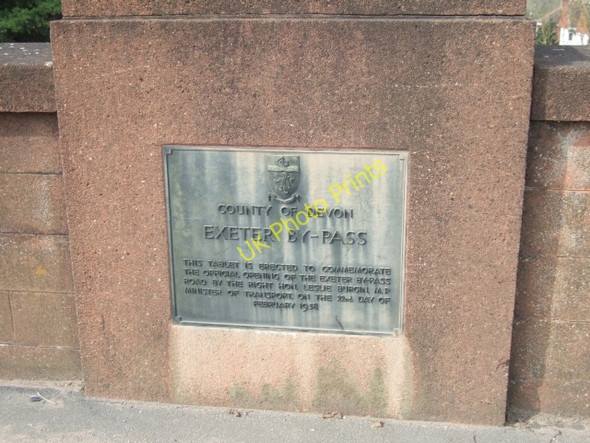 COUNTY OF DEVON
EXETER BY-PASS
THIS TABLET IS ERECTED TO COMMEMORATE
THE OFFICIAL OPENING OF THE EXETER BY-PASS
ROAD BY THE RIGHT HON. LESLIE BURGIN, M.P.
MINISTER OF TRANSPORT, ON THE 22nd DAY OF
FEBRUARY 1938
UK Photo Prints